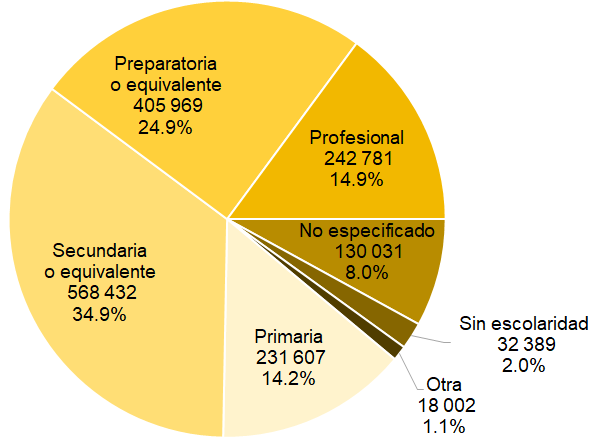 Preparatoria
o equivalente
405 969
24.9%
Profesional
242 781
14.9%
No especificado
130 031
8.0%
Secundaria
o equivalente
568 432
34.9%
Primaria
231 607
14.2%
Sin escolaridad
32 389
2.0%
Otra
18 002
1.1%